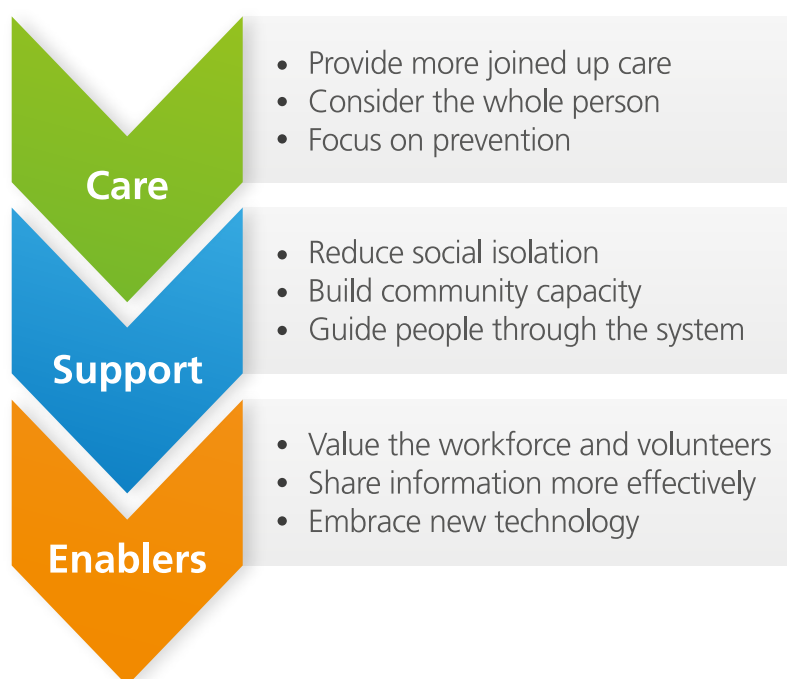 Care
• Provide more joined up care
• Consider the whole person
• Focus on prevention
Support
• Reduce social isolation
• Build community capacity
• Guide people through the system
Enablers
• Value the workforce and volunteers
• Share information more effectively
• Embrace new technology